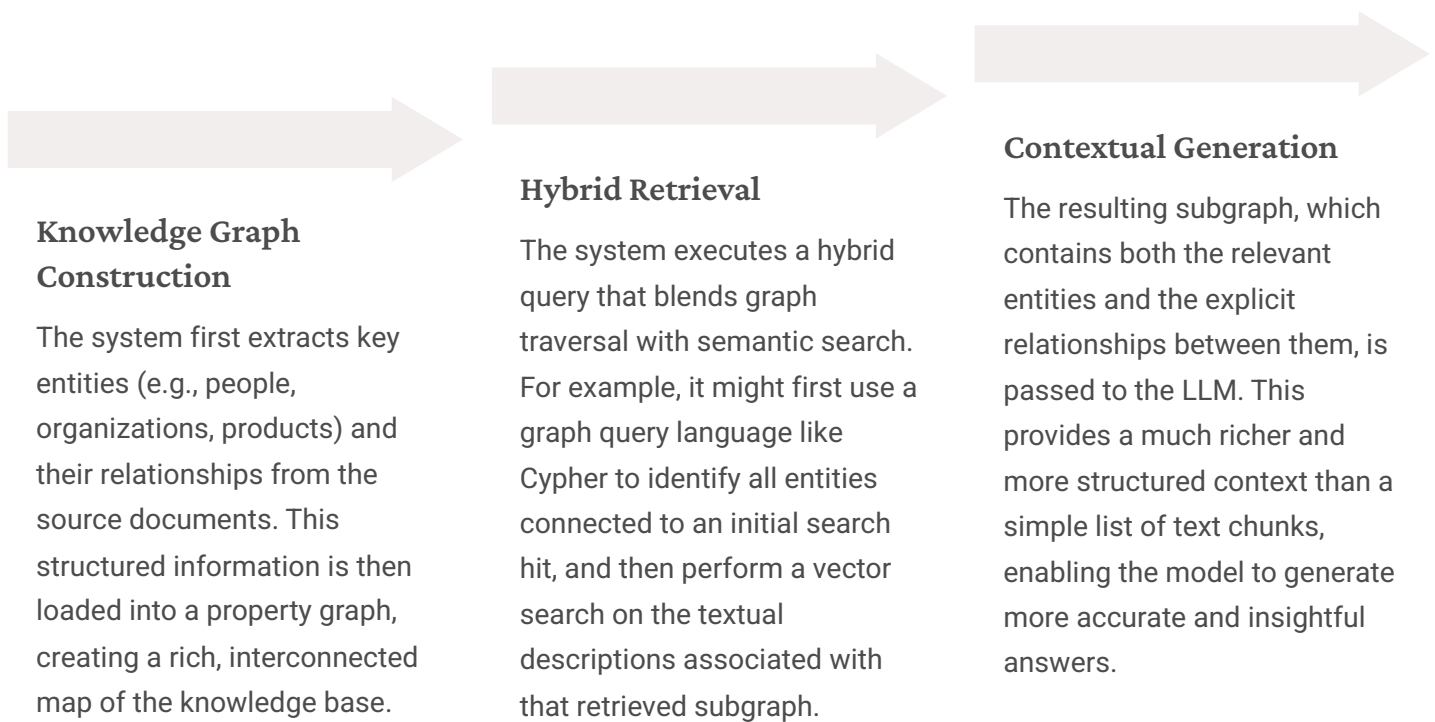 Knowledge Graph
Construction
The system first extracts key
entities (e.g., people,
organizations, products) and
their relationships from the
source documents. This
structured information is then
loaded into a property graph,
creating a rich, interconnected
map of the knowledge base.
Hybrid Retrieval
The system executes a hybrid
query that blends graph
traversal with semantic search.
For example, it might first use a
graph query language like
Cypher to identify all entities
connected to an initial search
hit, and then perform a vector
search on the textual
descriptions associated with
that retrieved subgraph.
Contextual Generation
The resulting subgraph, which
contains both the relevant
entities and the explicit
relationships between them, is
passed to the LLM. This
provides a much richer and
more structured context than a
simple list of text chunks,
enabling the model to generate
more accurate and insightful
answers.